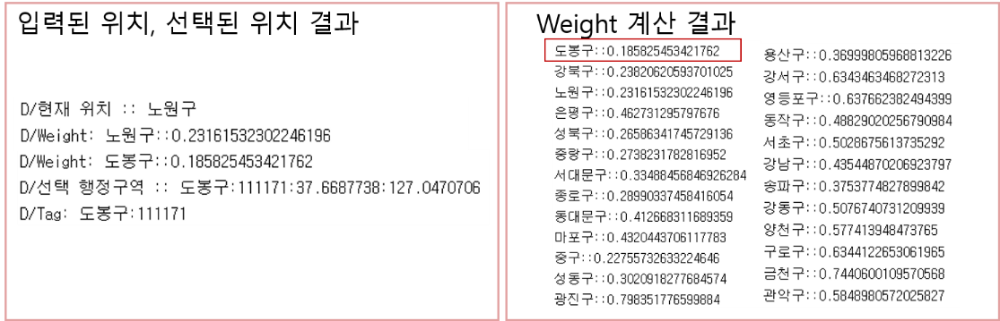 입력된 위치, 선택된 위치 결과
D/현재 위치 :: 노원구
D/Weight: 노원구::0.23161532302246196
D/Weight: 도봉구::0.185825453421762
D/선택 행정구역 :: 도봉구:111171:37.6687738:127.0470706
D/Tag: 도봉구:111171
Weight 계산 결과
도봉구::0.185825453421762
강북구::0.23820620593701025
노원구::0.23161532302246196
은평구::0.462731295797676
성북구::0.26586341745729136
중랑구::0.2738231782816952
서대문구::0.33488456846926284
종로구::0.28990337458416054
동대문구::0.412668311689359
마포구::0.4320443706117783
중구::0.22755732633224646
성동구::0.3020918277684574
광진구::0.798351776599884
용산구::0.36999805968813226
강서구::0.6343463468272313
영등포구::0.637662382494399
동작구::0.48829020256790984
서초구::0.5028675613735292
강남구::0.43544870206923797
송파구::0.3753774827899842
강동구::0.5076740731209939
양천구::0.577413948473765
구로구::0.6344122653061965
금천구::0.7440600109570568
관악구::0.5848980572025827